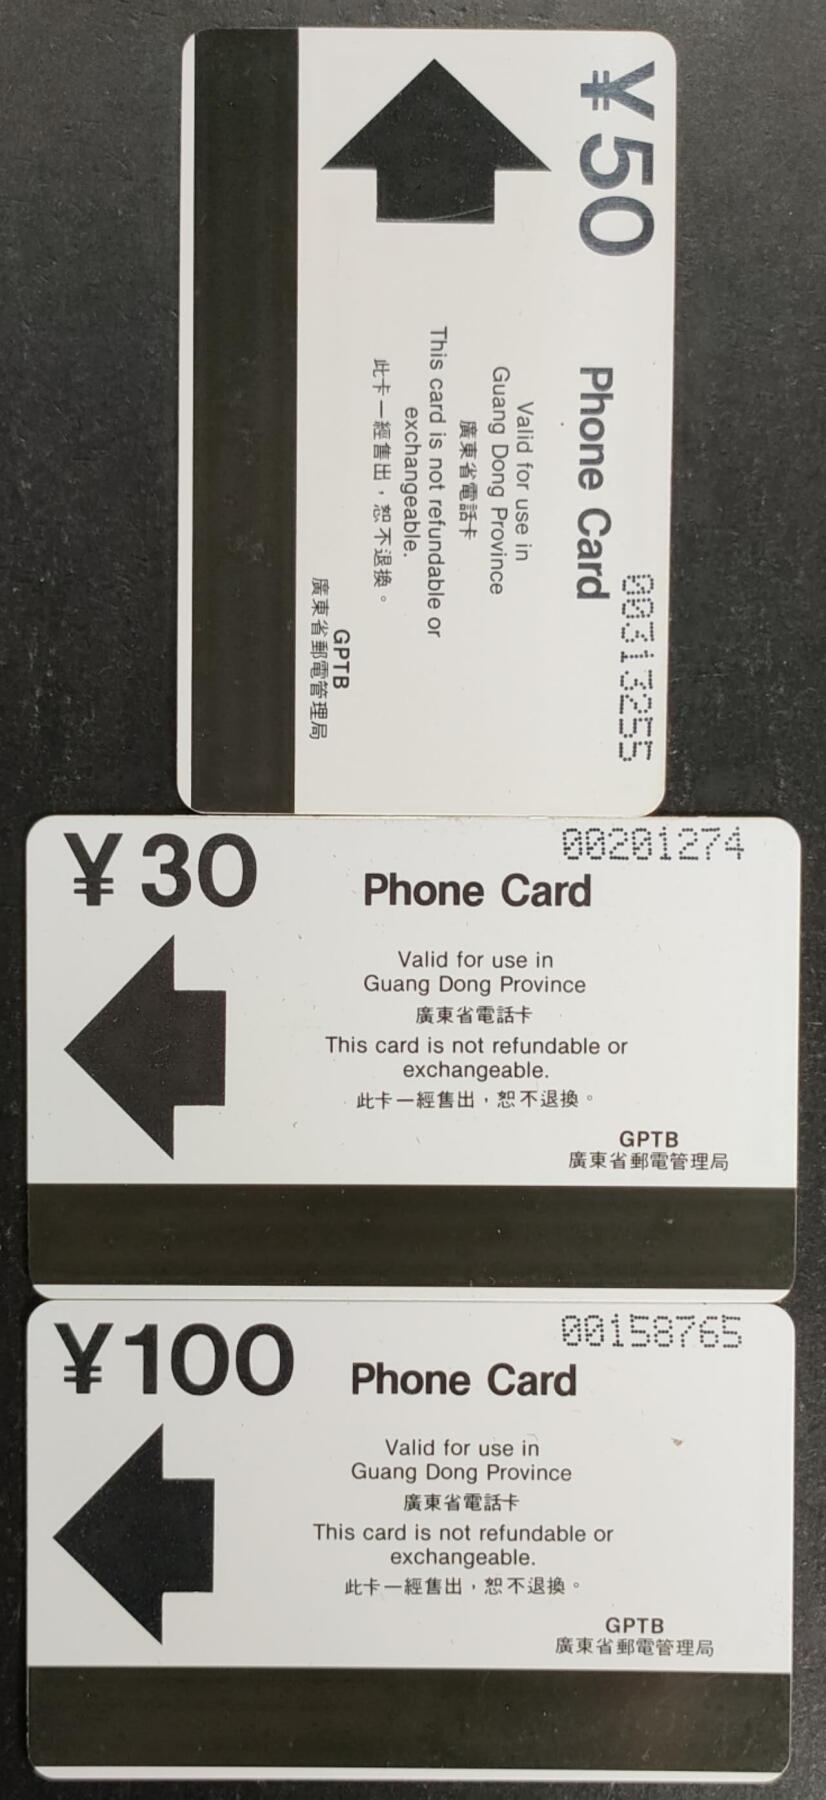 ¥50
Phone Card
00313255
Valid for use in
Guang Dong Province
廣東省電話卡
This card is not refundable or
exchangeable.
此卡一經售出，恕不退換。
GPTB
廣東省郵電管理局
¥30
00201274
Phone Card
Valid for use in
Guang Dong Province
廣東省電話卡
This card is not refundable or
exchangeable.
此卡一經售出，恕不退換。
GPTB
廣東省郵電管理局
¥100
00158765
Phone Card
Valid for use in
Guang Dong Province
廣東省電話卡
This card is not refundable or
exchangeable.
此卡一經售出，恕不退換。
GPTB
廣東省郵電管理局